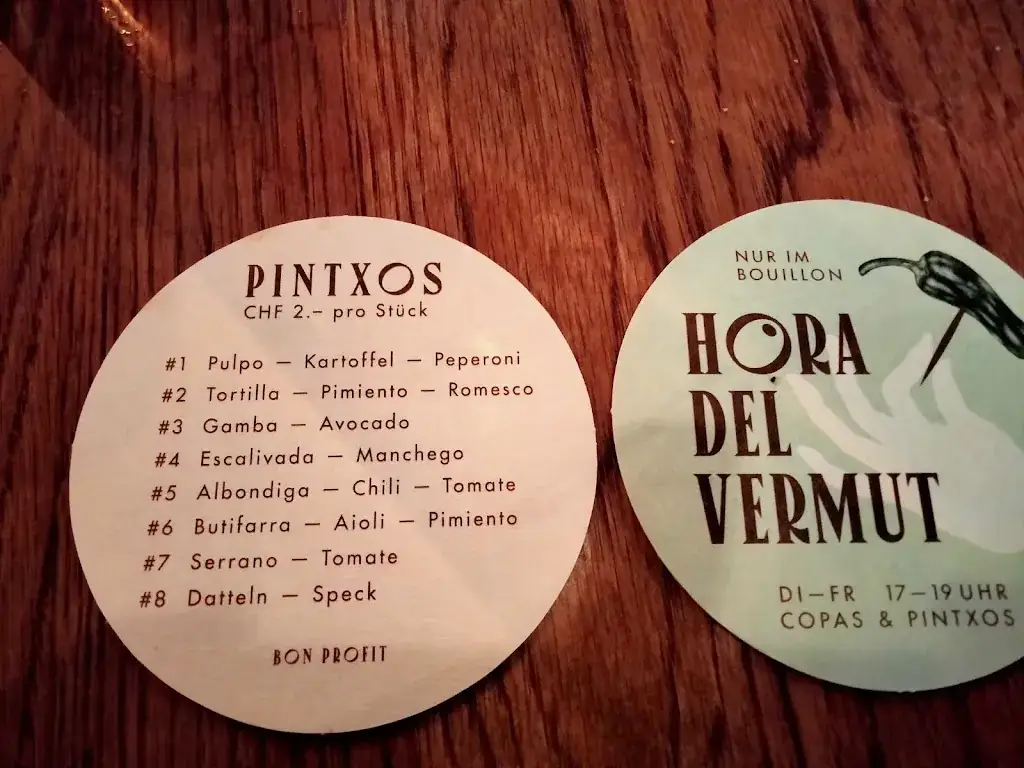 PINTXOS
CHF 2.– pro Stück
#1 Pulpo — Kartoffel — Peperoni
#2 Tortilla — Pimiento — Romesco
#3 Gamba — Avocado
#4 Escalivada — Manchego
#5 Albondiga — Chili — Tomate
#6 Butifarra — Aioli — Pimiento
#7 Serrano — Tomate
#8 Datteln — Speck
BON PROFIT
NUR IM
BOUILLON
HORA
DEL
VERMUT
DI–FR 17–19 UHR
COPAS & PINTXOS